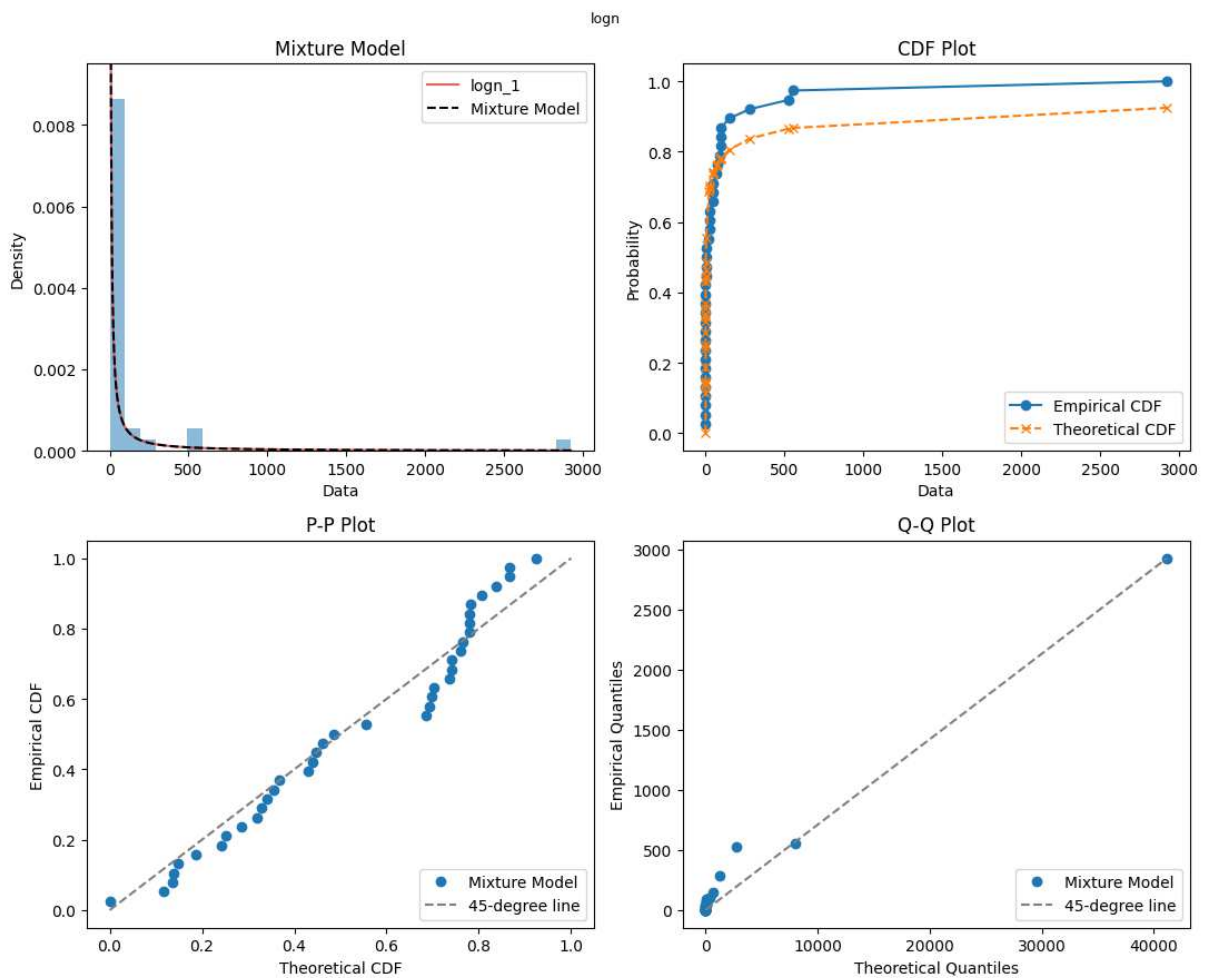 logn
Mixture Model
logn_1
Mixture Model
0.008
0.006
0.004
0.002
0.000
Density
0 500 1000 1500 2000 2500 3000
Data
CDF Plot
1.0
0.8
0.6
0.4
0.2
0.0
Probability
Empirical CDF
Theoretical CDF
0 500 1000 1500 2000 2500 3000
Data
P-P Plot
1.0
0.8
0.6
0.4
0.2
0.0
Empirical CDF
Mixture Model
45-degree line
0.0 0.2 0.4 0.6 0.8 1.0
Theoretical CDF
Q-Q Plot
3000
2500
2000
1500
1000
500
0
Empirical Quantiles
Mixture Model
45-degree line
0 10000 20000 30000 40000
Theoretical Quantiles